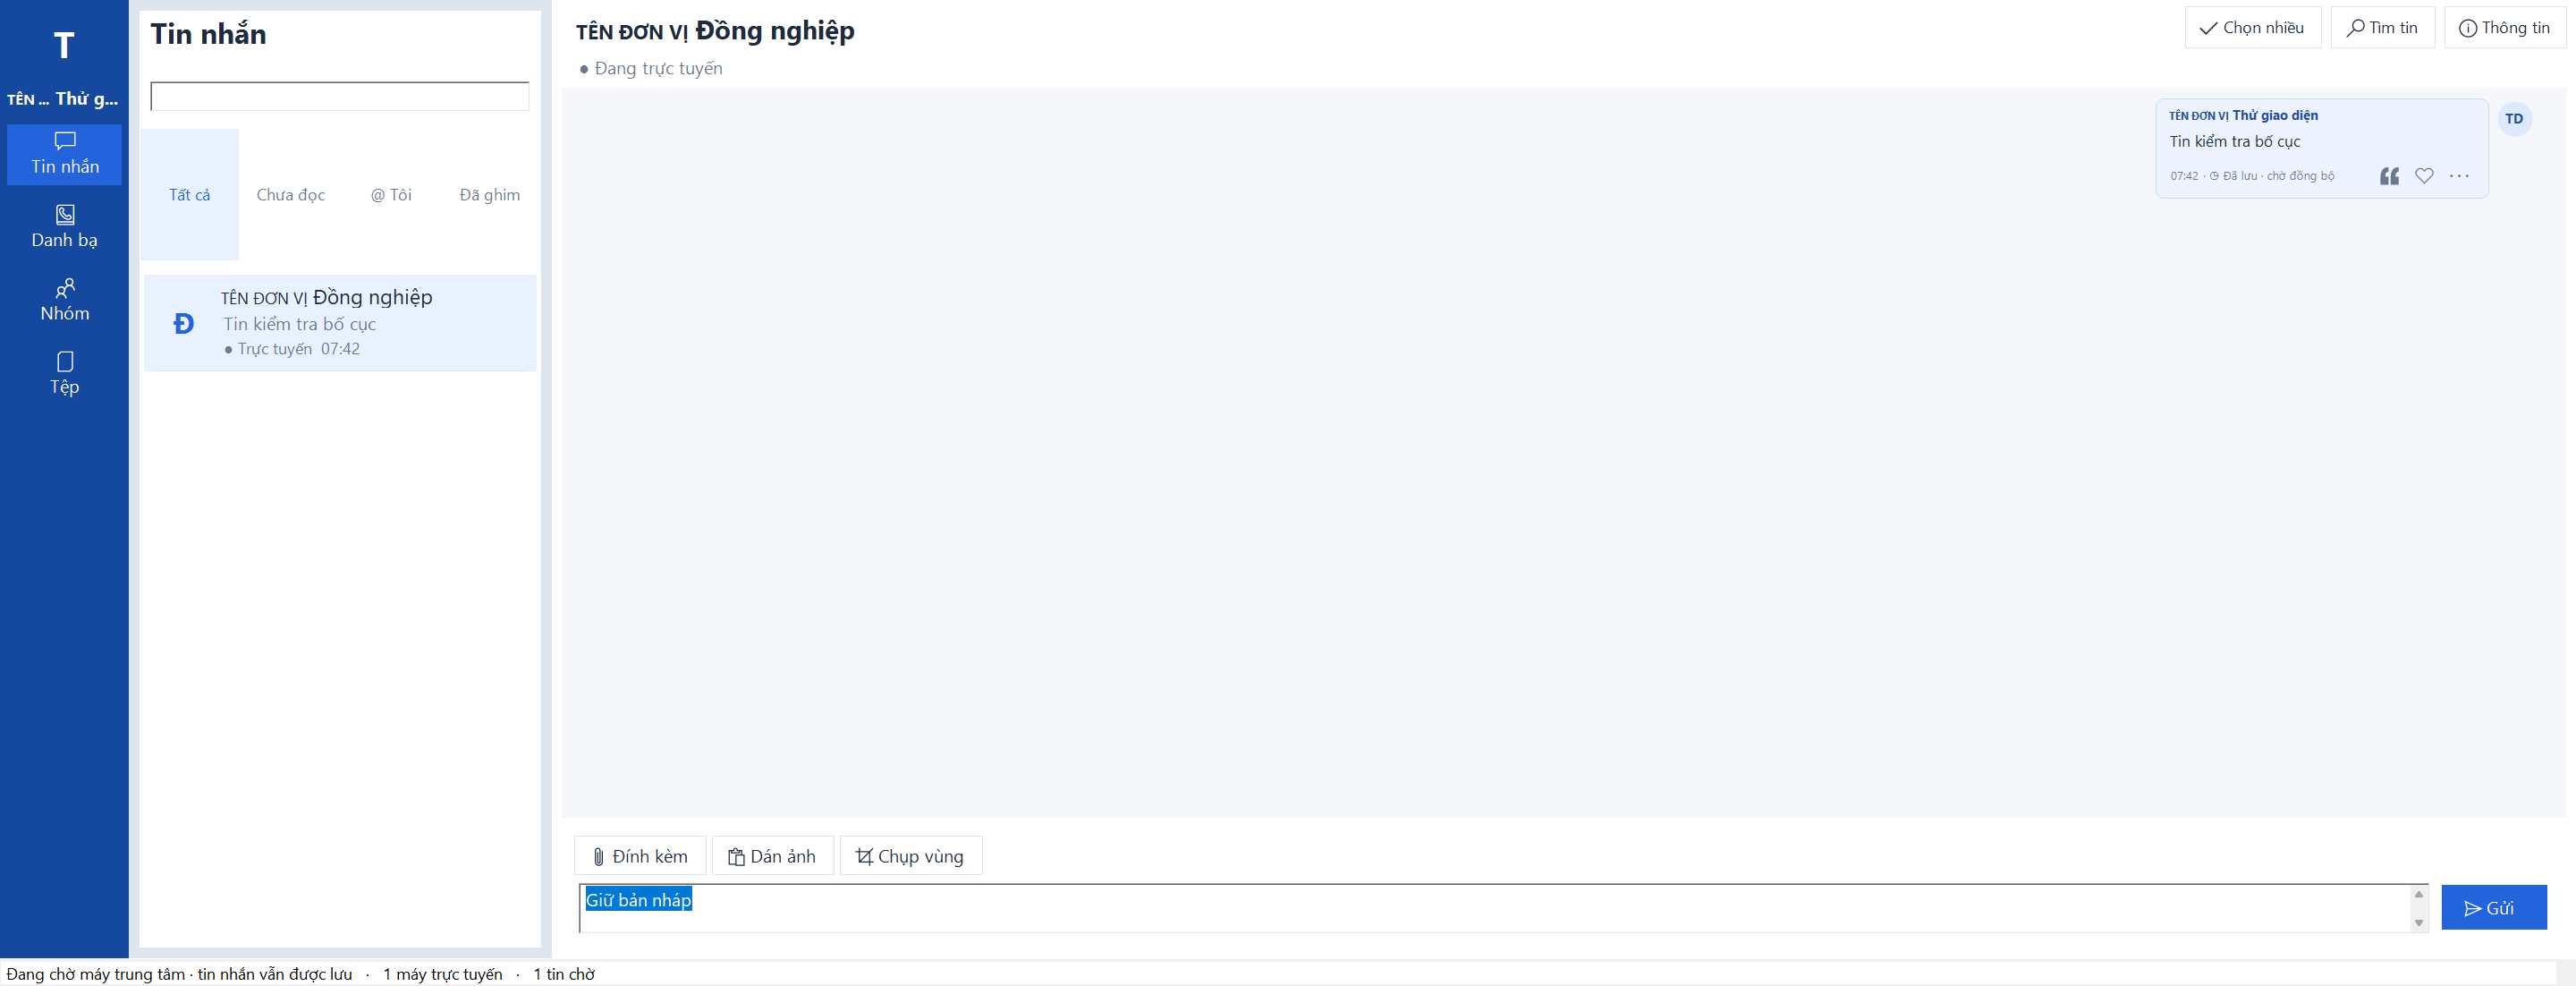 T
TÊN ... Thử g...
Tin nhắn
Danh bạ
Nhóm
Tệp
Tin nhắn
Tất cả
Chưa đọc
@ Tôi
Đã ghim
Đ
TÊN ĐƠN VỊ Đồng nghiệp
Tin kiểm tra bố cục
● Trực tuyến 07:42
TÊN ĐƠN VỊ Đồng nghiệp
● Đang trực tuyến
Chọn nhiều
Tìm tin
Thông tin
TÊN ĐƠN VỊ Thử giao diện
Tin kiểm tra bố cục
07:42 · ◷ Đã lưu · chờ đồng bộ
TD
Đính kèm
Dán ảnh
Chụp vùng
Giữ bản nháp
Gửi
Đang chờ máy trung tâm · tin nhắn vẫn được lưu · 1 máy trực tuyến · 1 tin chờ